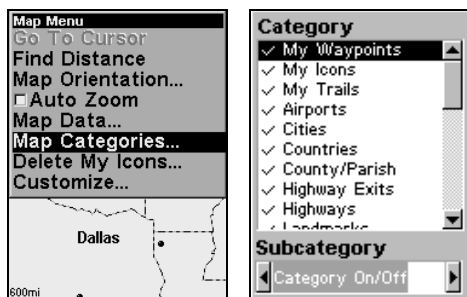 Map Menu
Go To Cursor
Find Distance
Map Orientation...
Auto Zoom
Map Data...
Map Categories...
Delete My Icons...
Customize...
Dallas
600mi
Category
My Waypoints
My Icons
My Trails
Airports
Cities
Countries
County/Parish
Highway Exits
Highways
Landmarks
Subcategory
Category On/Off